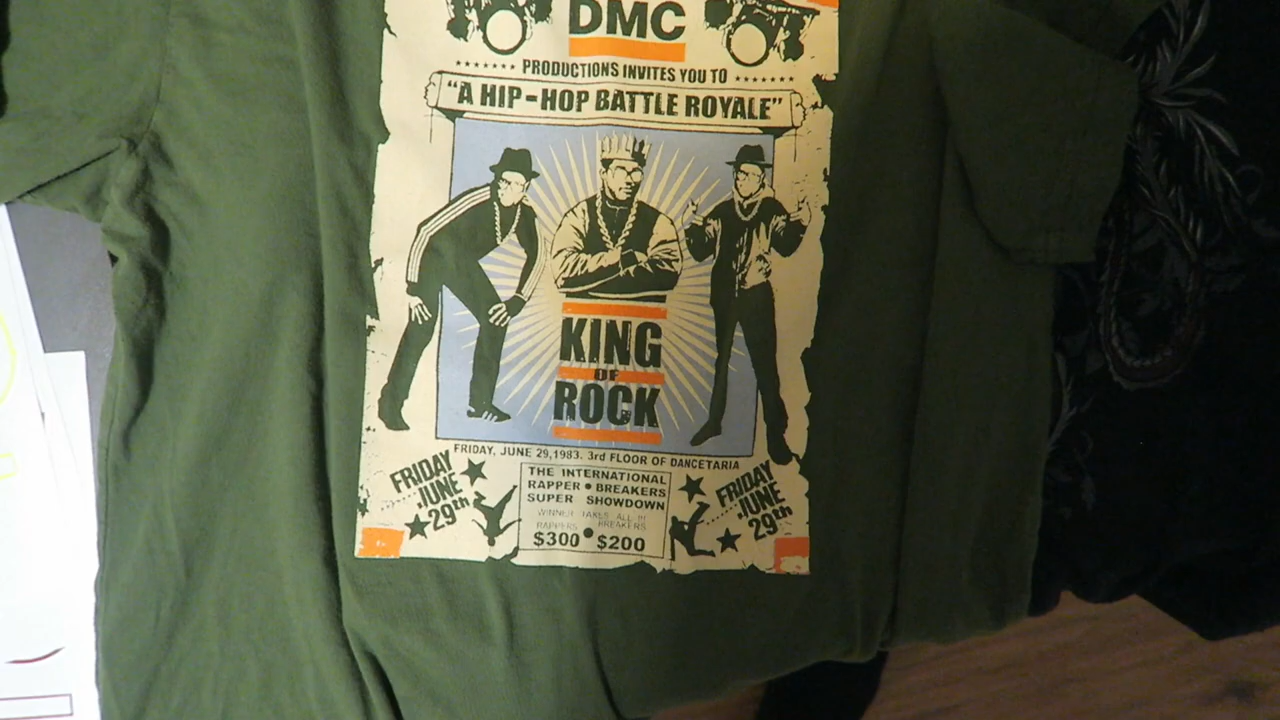 DMC
PRODUCTIONS INVITES YOU TO
"A HIP-HOP BATTLE ROYALE"
KING
OF
ROCK
FRIDAY, JUNE 29,1983. 3rd FLOOR OF DANCETARIA
FRIDAY
JUNE
29th
THE INTERNATIONAL
RAPPER • BREAKERS
SUPER SHOWDOWN
WINNER TAKES ALL IN
RAPPERS • BREAKERS
$300 • $200
FRIDAY
JUNE
29th